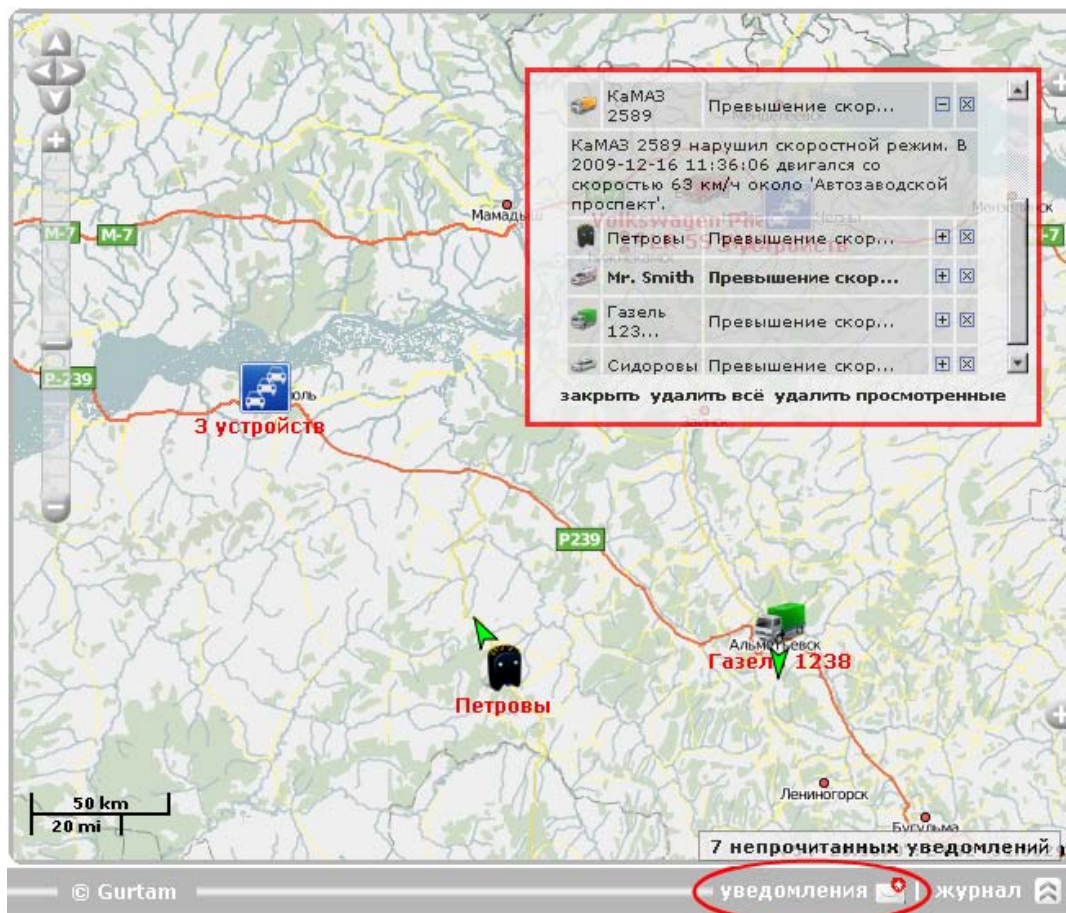 КаМАЗ 2589 Превышение скор...
КаМАЗ 2589 нарушил скоростной режим. В
2009-12-16 11:36:06 двигался со
скоростью 63 км/ч около 'Автозаводской
проспект'.
Петровы Превышение скор...
Mr. Smith Превышение скор...
Газель 123... Превышение скор...
Сидоровы Превышение скор...
закрыть удалить всё удалить просмотренные
Мамадыш
Volkswagen
M-7 M-7
-7
P-239
3 устройств
P239
Альметьевск
Газель 1238
Петровы
50 km
20 mi
Лениногорск
Бугульма
7 непрочитанных уведомлений
© Gurtam
уведомления | журнал